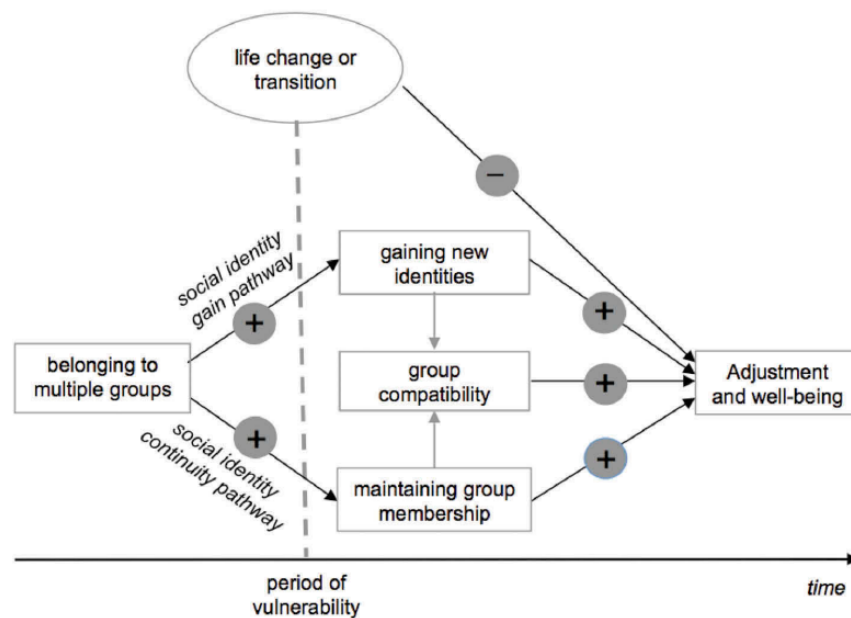 life change or
transition
−
social identity
gain pathway
+
gaining new
identities
+
belonging to
multiple groups
group
compatibility
+
Adjustment
and well-being
+
social identity
continuity pathway
maintaining group
membership
+
period of
vulnerability
time